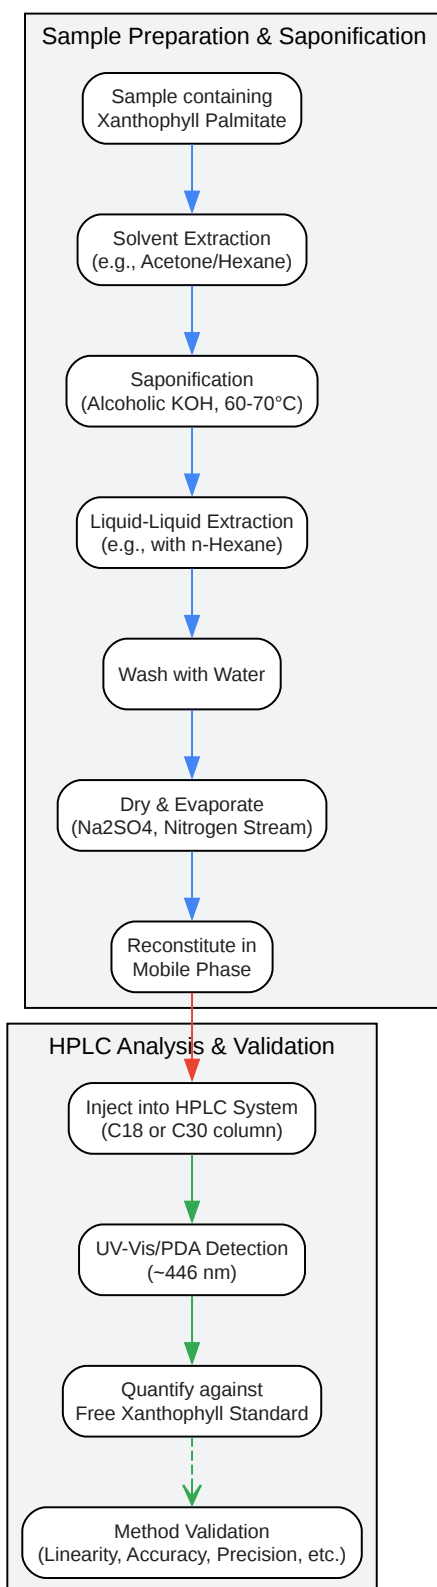 Sample Preparation & Saponification
Sample containing
Xanthophyll Palmitate
Solvent Extraction
(e.g., Acetone/Hexane)
Saponification
(Alcoholic KOH, 60-70°C)
Liquid-Liquid Extraction
(e.g., with n-Hexane)
Wash with Water
Dry & Evaporate
(Na2SO4, Nitrogen Stream)
Reconstitute in
Mobile Phase
HPLC Analysis & Validation
Inject into HPLC System
(C18 or C30 column)
UV-Vis/PDA Detection
(~446 nm)
Quantify against
Free Xanthophyll Standard
Method Validation
(Linearity, Accuracy, Precision, etc.)